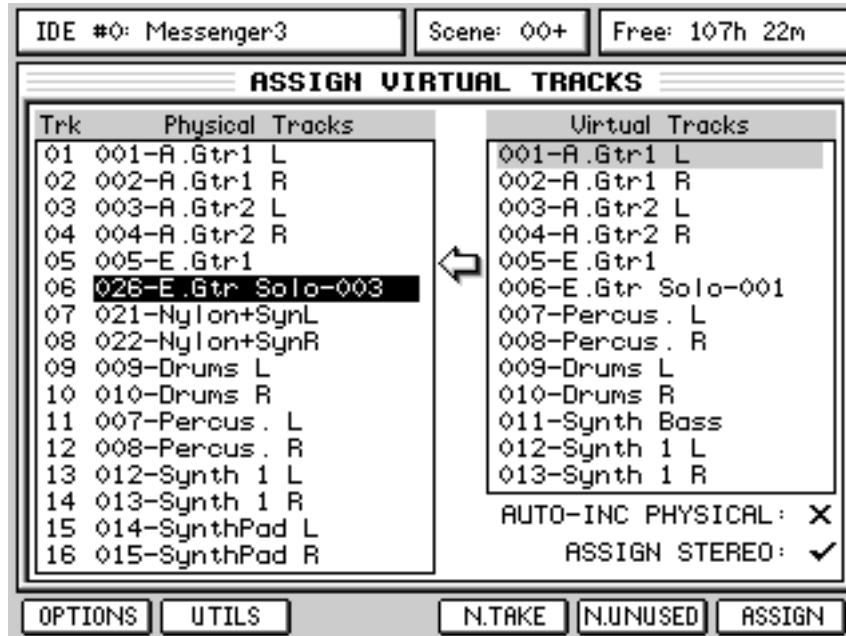 IDE #0: Messenger3
Scene: 00+
Free: 107h 22m
ASSIGN VIRTUAL TRACKS
Trk Physical Tracks
01 001-A.Gtr1 L
02 002-A.Gtr1 R
03 003-A.Gtr2 L
04 004-A.Gtr2 R
05 005-E.Gtr1
06 026-E.Gtr Solo-003
07 021-Nylon+SynL
08 022-Nylon+SynR
09 009-Drums L
10 010-Drums R
11 007-Percus. L
12 008-Percus. R
13 012-Synth 1 L
14 013-Synth 1 R
15 014-SynthPad L
16 015-SynthPad R
Virtual Tracks
001-A.Gtr1 L
002-A.Gtr1 R
003-A.Gtr2 L
004-A.Gtr2 R
005-E.Gtr1
006-E.Gtr Solo-001
007-Percus. L
008-Percus. R
009-Drums L
010-Drums R
011-Synth Bass
012-Synth 1 L
013-Synth 1 R
AUTO-INC PHYSICAL: ✕
ASSIGN STEREO: ✓
OPTIONS
UTILS
N.TAKE
N.UNUSED
ASSIGN